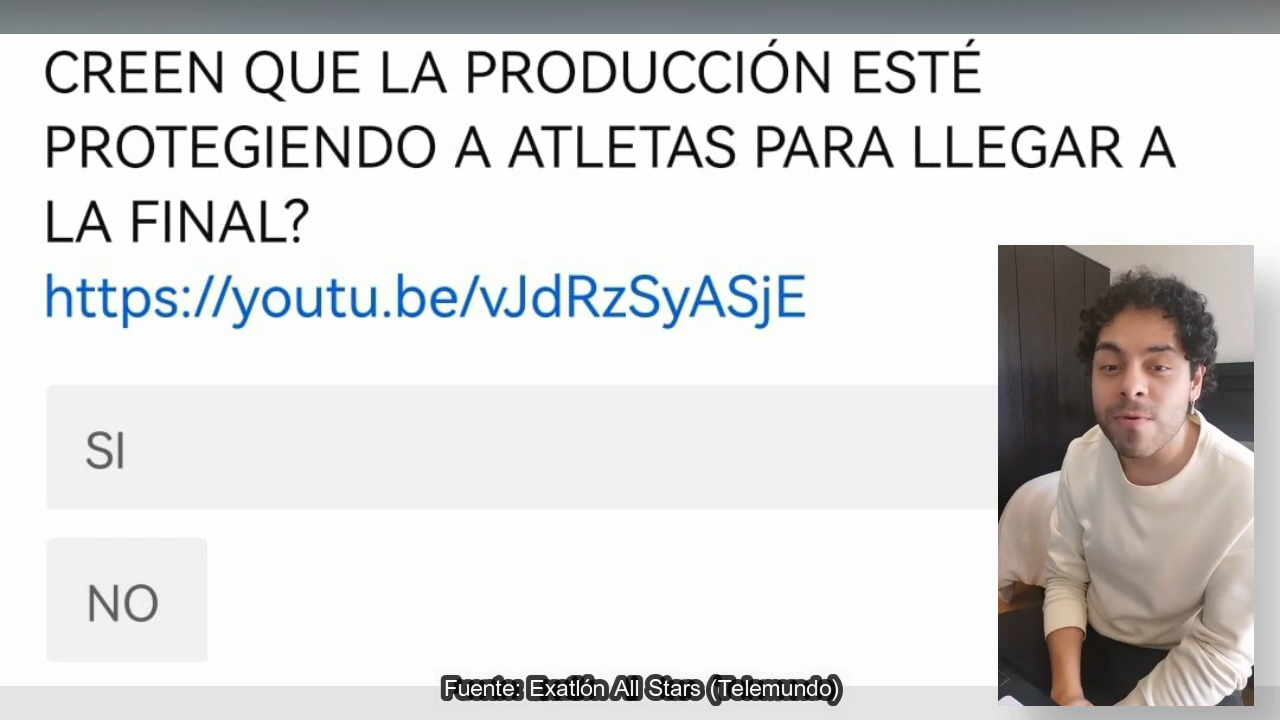 CREEN QUE LA PRODUCCIÓN ESTÉ
PROTEGIENDO A ATLETAS PARA LLEGAR A
LA FINAL?
https://youtu.be/vJdRzSyASjE
SI
NO
Fuente: Exatlón All Stars (Telemundo)